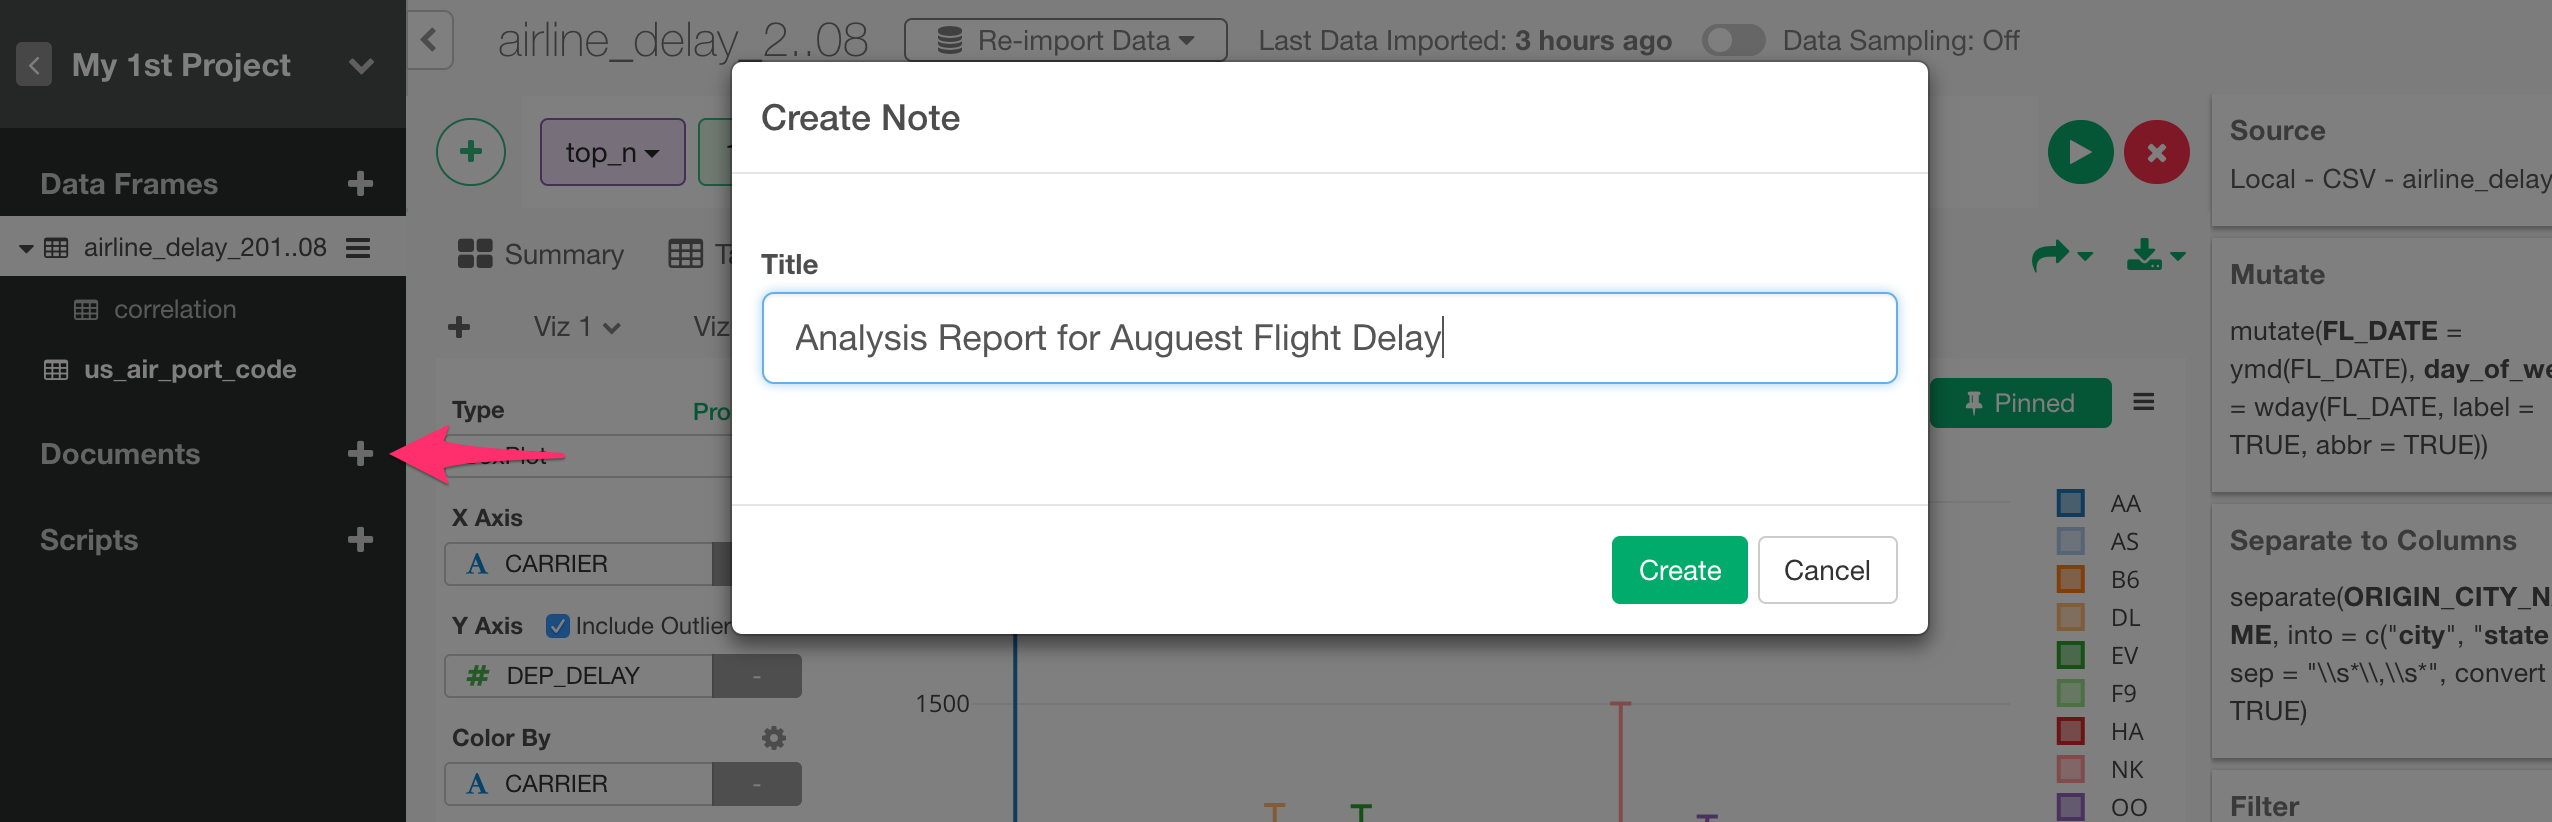 My 1st Project
Data Frames
airline_delay_201..08
correlation
us_air_port_code
Documents
Scripts
airline_delay_2..08
Re-import Data
Last Data Imported: 3 hours ago
Data Sampling: Off
top_n
Summary
Viz 1
Viz
Type
X Axis
CARRIER
Y Axis
Include Outlier
DEP_DELAY
-
Color By
CARRIER
-
Create Note
Title
Analysis Report for Auguest Flight Delay
Create
Cancel
1500
Pinned
AA
AS
B6
DL
EV
F9
HA
NK
OO
Source
Local - CSV - airline_delay
Mutate
mutate(FL_DATE =
ymd(FL_DATE), day_of_we
= wday(FL_DATE, label =
TRUE, abbr = TRUE))
Separate to Columns
separate(ORIGIN_CITY_NA
ME, into = c("city", "state
sep = "\\s*\\,\\s*", convert
TRUE)
Filter